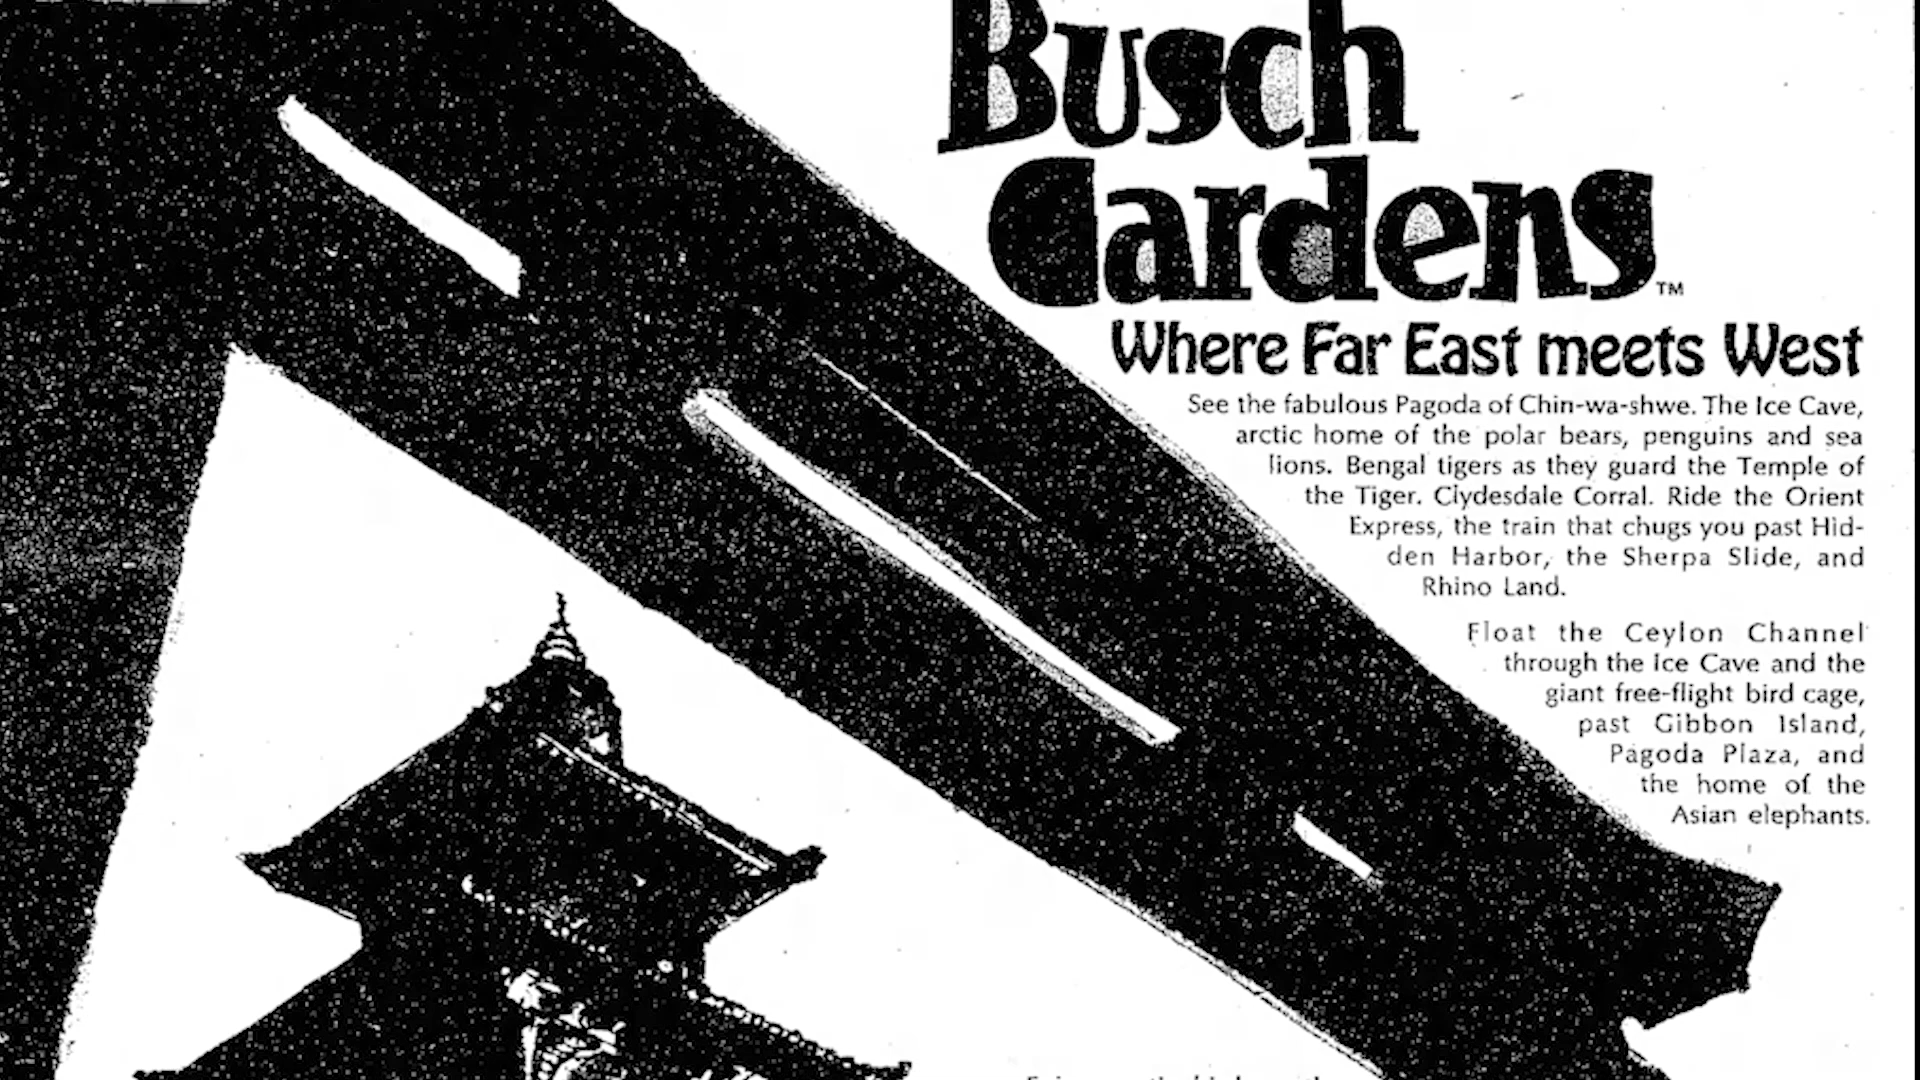 Busch
Gardens™
Where Far East meets West
See the fabulous Pagoda of Chin-wa-shwe. The Ice Cave,
arctic home of the polar bears, penguins and sea
lions. Bengal tigers as they guard the Temple of
the Tiger. Clydesdale Corral. Ride the Orient
Express, the train that chugs you past Hid-
den Harbor, the Sherpa Slide, and
Rhino Land.
Float the Ceylon Channel
through the Ice Cave and the
giant free-flight bird cage,
past Gibbon Island,
Pagoda Plaza, and
the home of the
Asian elephants.